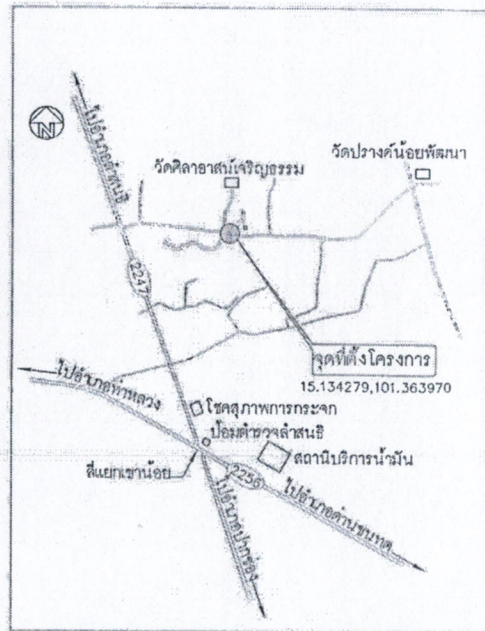 ไปอำเภอลำสนธิ
N
วัดศิลาอาสน์เจริญธรรม
วัดปรางค์น้อยพัฒนา
2247
จุดที่ตั้งโครงการ
15.134279,101.363970
ไปอำเภอท่าหลวง
โชคสุภาพการกระจก
ป้อมตำรวจลำสนธิ
สถานีบริการน้ำมัน
สี่แยกเขาน้อย
2256
ไปอำเภอด่านขุนทด
ไปอำเภอปากช่อง